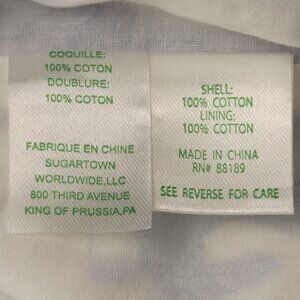 COQUILLE:
100% COTON
DOUBLURE:
100% COTON
FABRIQUE EN CHINE
SUGARTOWN
WORLDWIDE,LLC
800 THIRD AVENUE
KING OF PRUSSIA,PA
SHELL:
100% COTTON
LINING:
100% COTTON
MADE IN CHINA
RN# 88189
SEE REVERSE FOR CARE